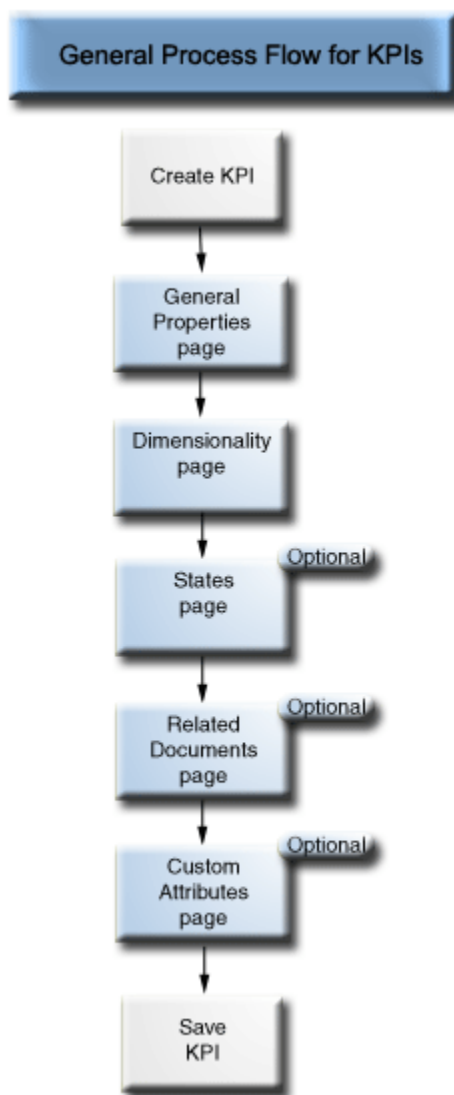 General Process Flow for KPIs
Create KPI
General
Properties
page
Dimensionality
page
Optional
States
page
Optional
Related
Documents
page
Optional
Custom
Attributes
page
Save
KPI